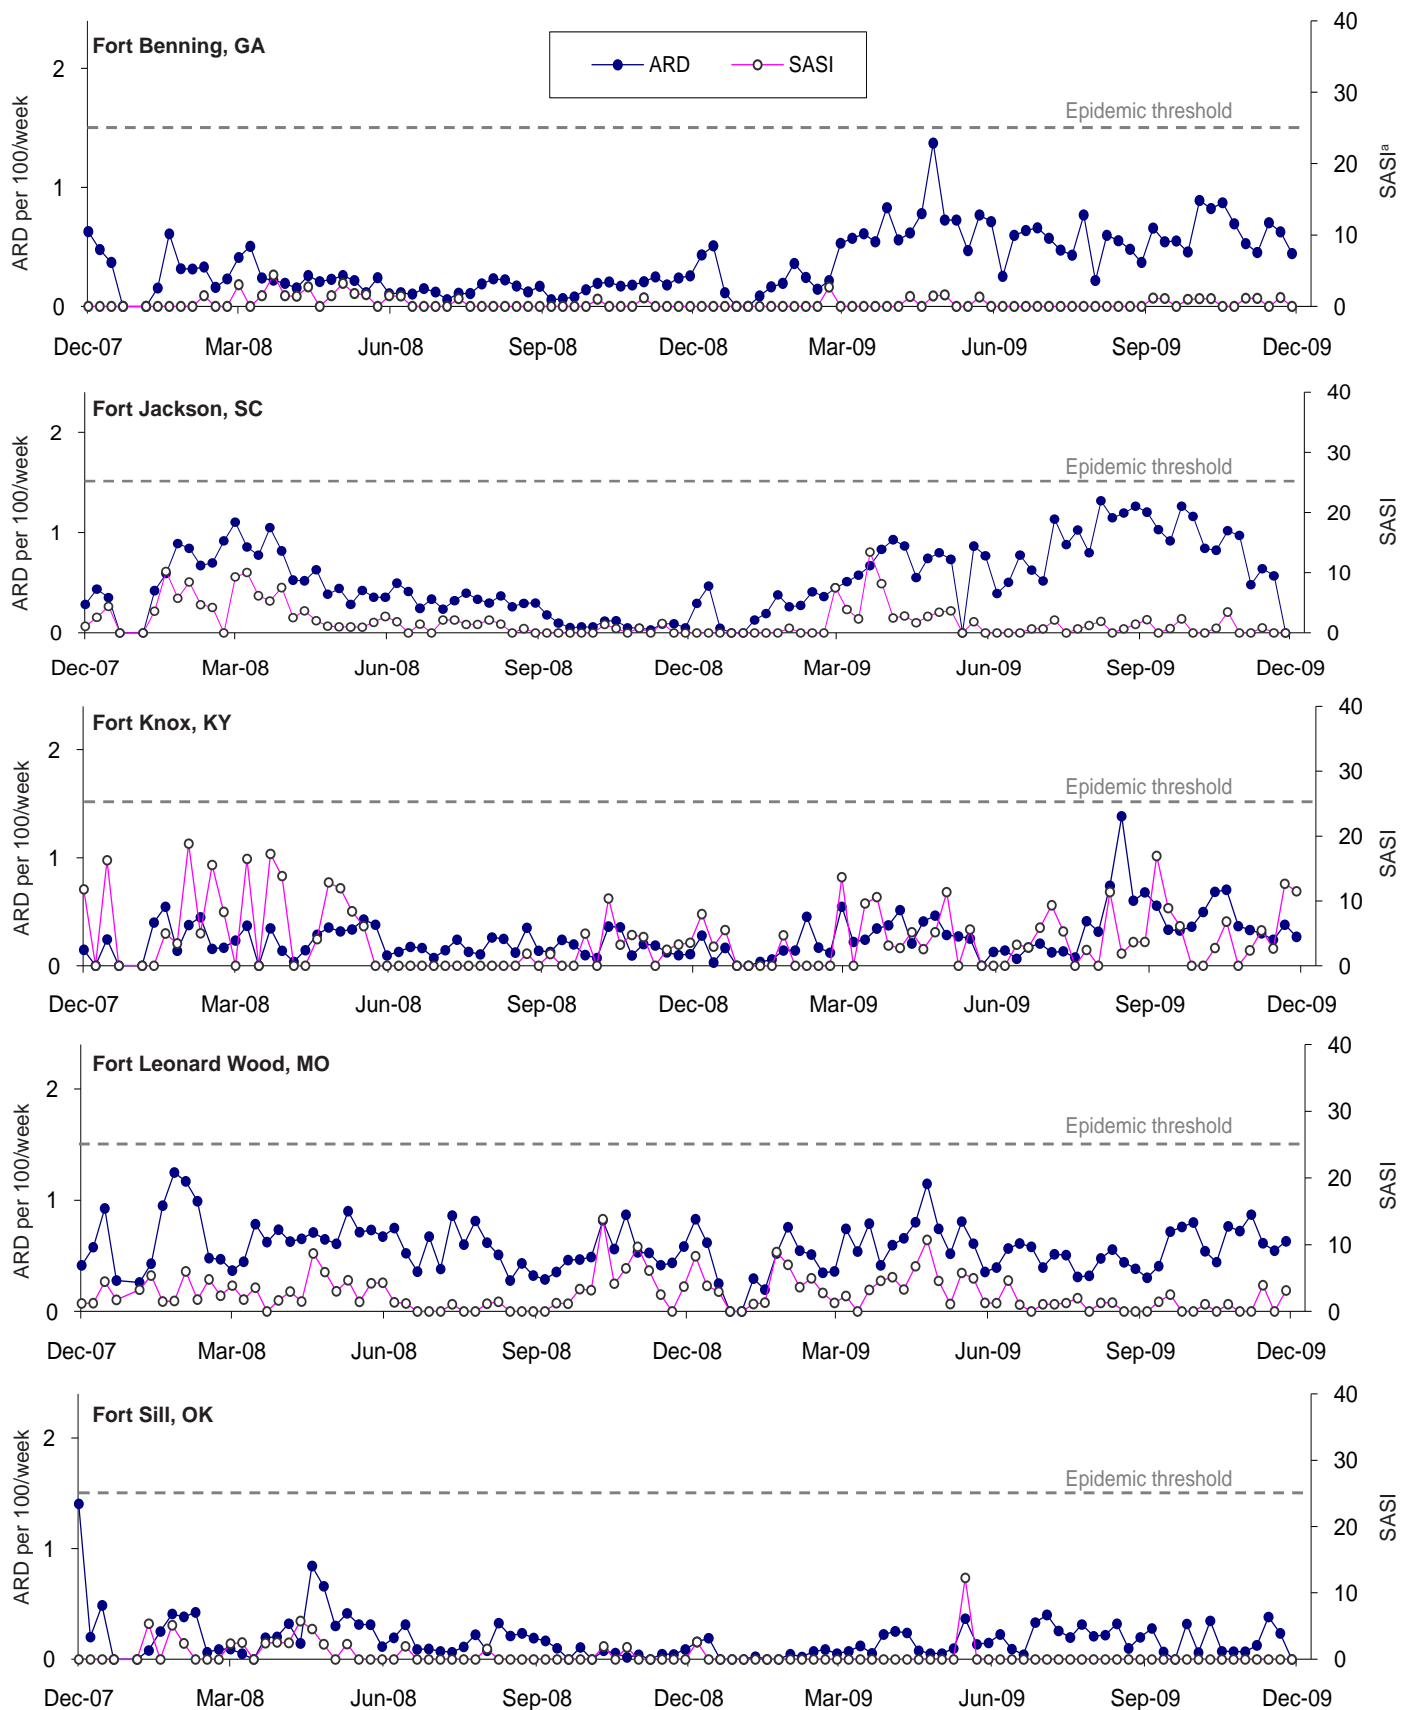 Fort Benning, GA
ARD
SASI
Epidemic threshold
ARD per 100/week
2
1
0
40
30
20
10
0
SASIᵃ
Dec-07
Mar-08
Jun-08
Sep-08
Dec-08
Mar-09
Jun-09
Sep-09
Dec-09
Fort Jackson, SC
Epidemic threshold
ARD per 100/week
2
1
0
40
30
20
10
0
SASI
Dec-07
Mar-08
Jun-08
Sep-08
Dec-08
Mar-09
Jun-09
Sep-09
Dec-09
Fort Knox, KY
Epidemic threshold
ARD per 100/week
2
1
0
40
30
20
10
0
SASI
Dec-07
Mar-08
Jun-08
Sep-08
Dec-08
Mar-09
Jun-09
Sep-09
Dec-09
Fort Leonard Wood, MO
Epidemic threshold
ARD per 100/week
2
1
0
40
30
20
10
0
SASI
Dec-07
Mar-08
Jun-08
Sep-08
Dec-08
Mar-09
Jun-09
Sep-09
Dec-09
Fort Sill, OK
Epidemic threshold
ARD per 100/week
2
1
0
40
30
20
10
0
SASI
Dec-07
Mar-08
Jun-08
Sep-08
Dec-08
Mar-09
Jun-09
Sep-09
Dec-09